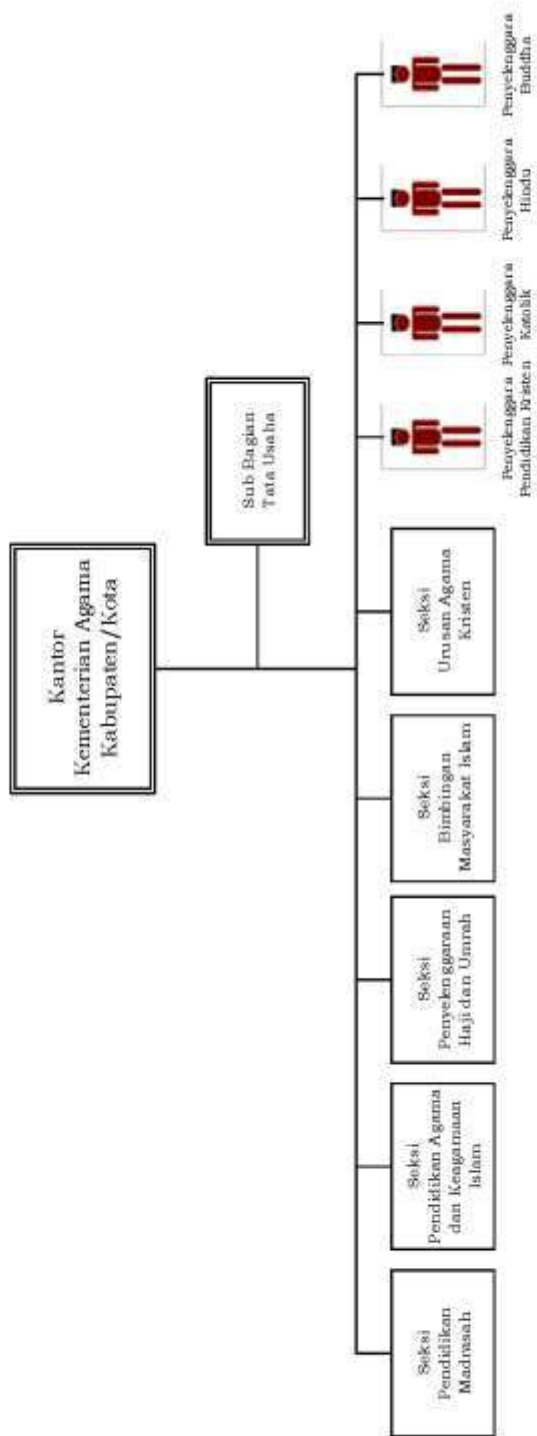 Kantor
Kementerian Agama
Kabupaten/Kota
Sub Bagian
Tata Usaha
Seksi
Pendidikan
Madrasah
Seksi
Pendidikan Agama
dan Keagamaan
Islam
Seksi
Penyelenggaraan
Haji dan Umrah
Seksi
Bimbingan
Masyarakat Islam
Seksi
Urusan Agama
Kristen
Penyelenggara
Pendidikan Kristen
Penyelenggara
Katolik
Penyelenggara
Hindu
Penyelenggara
Buddha